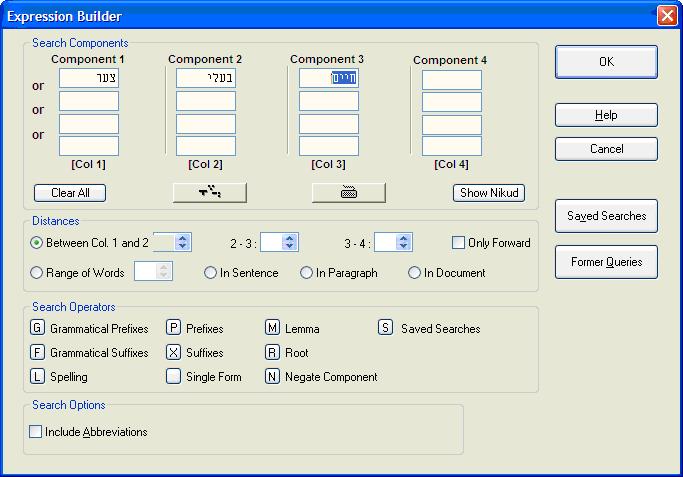 Expression Builder
Search Components
Component 1 Component 2 Component 3 Component 4
צער בעלי חיים
or
or
or
[Col 1] [Col 2] [Col 3] [Col 4]
Clear All Show Nikud
Distances
Between Col. 1 and 2 2 - 3 : 3 - 4 : Only Forward
Range of Words In Sentence In Paragraph In Document
Search Operators
G Grammatical Prefixes P Prefixes M Lemma S Saved Searches
F Grammatical Suffixes X Suffixes R Root
L Spelling Single Form N Negate Component
Search Options
Include Abbreviations
OK
Help
Cancel
Saved Searches
Former Queries